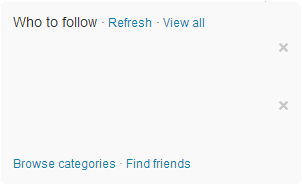 Who to follow · Refresh · View all
Browse categories · Find friends